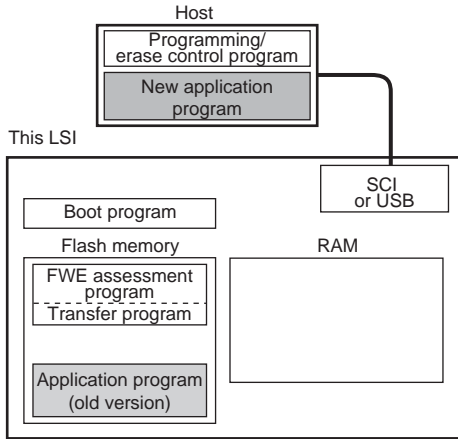 Host
Programming/
erase control program
New application
program
This LSI
SCI
or USB
Boot program
Flash memory
RAM
FWE assessment
program
Transfer program
Application program
(old version)